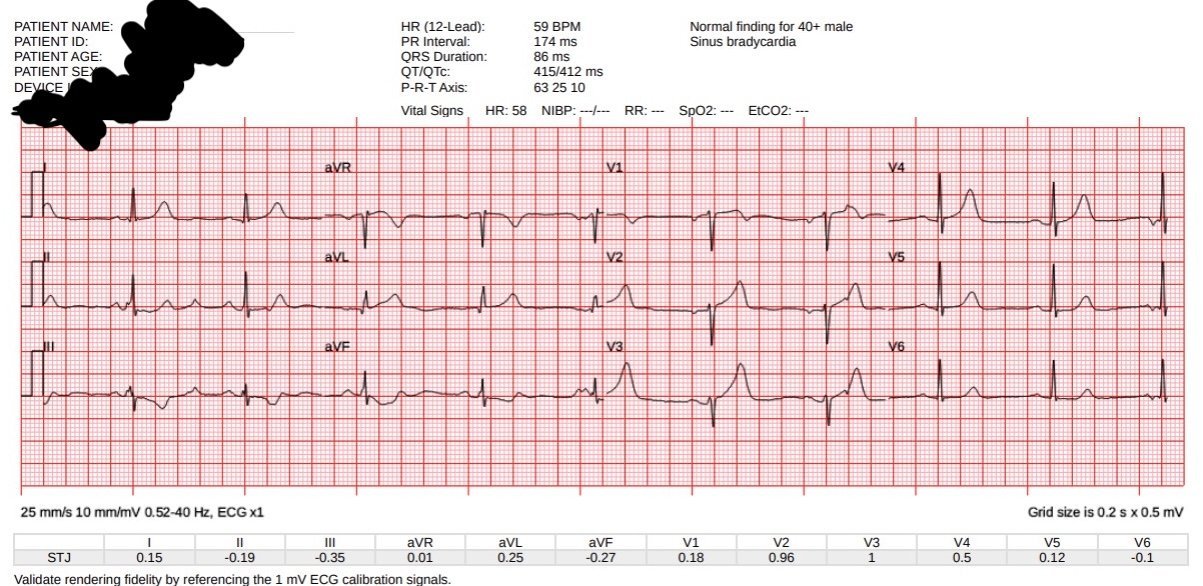 PATIENT NAME:
PATIENT ID:
PATIENT AGE:
PATIENT SEX
DEVICE
HR (12-Lead): 59 BPM
PR Interval: 174 ms
QRS Duration: 86 ms
QT/QTc: 415/412 ms
P-R-T Axis: 63 25 10
Normal finding for 40+ male
Sinus bradycardia
Vital Signs HR: 58 NIBP: ---/--- RR: --- SpO2: --- EtCO2: ---
I aVR V1 V4
II aVL V2 V5
III aVF V3 V6
25 mm/s 10 mm/mV 0.52-40 Hz, ECG x1
Grid size is 0.2 s x 0.5 mV
I II III aVR aVL aVF V1 V2 V3 V4 V5 V6
STJ 0.15 -0.19 -0.35 0.01 0.25 -0.27 0.18 0.96 1 0.5 0.12 -0.1
Validate rendering fidelity by referencing the 1 mV ECG calibration signals.